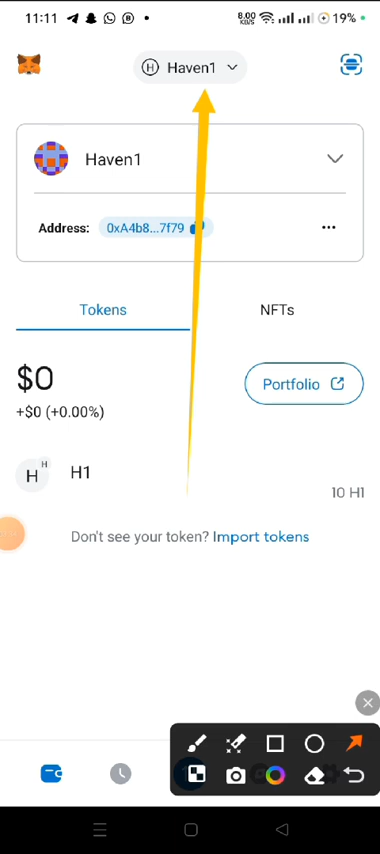 11:11 8.00 KB/S 19%
H Haven1
Haven1
Address: 0xA4b8...7f79
Tokens NFTs
$0
Portfolio
+$0 (+0.00%)
H H H1
10 H1
Don't see your token? Import tokens